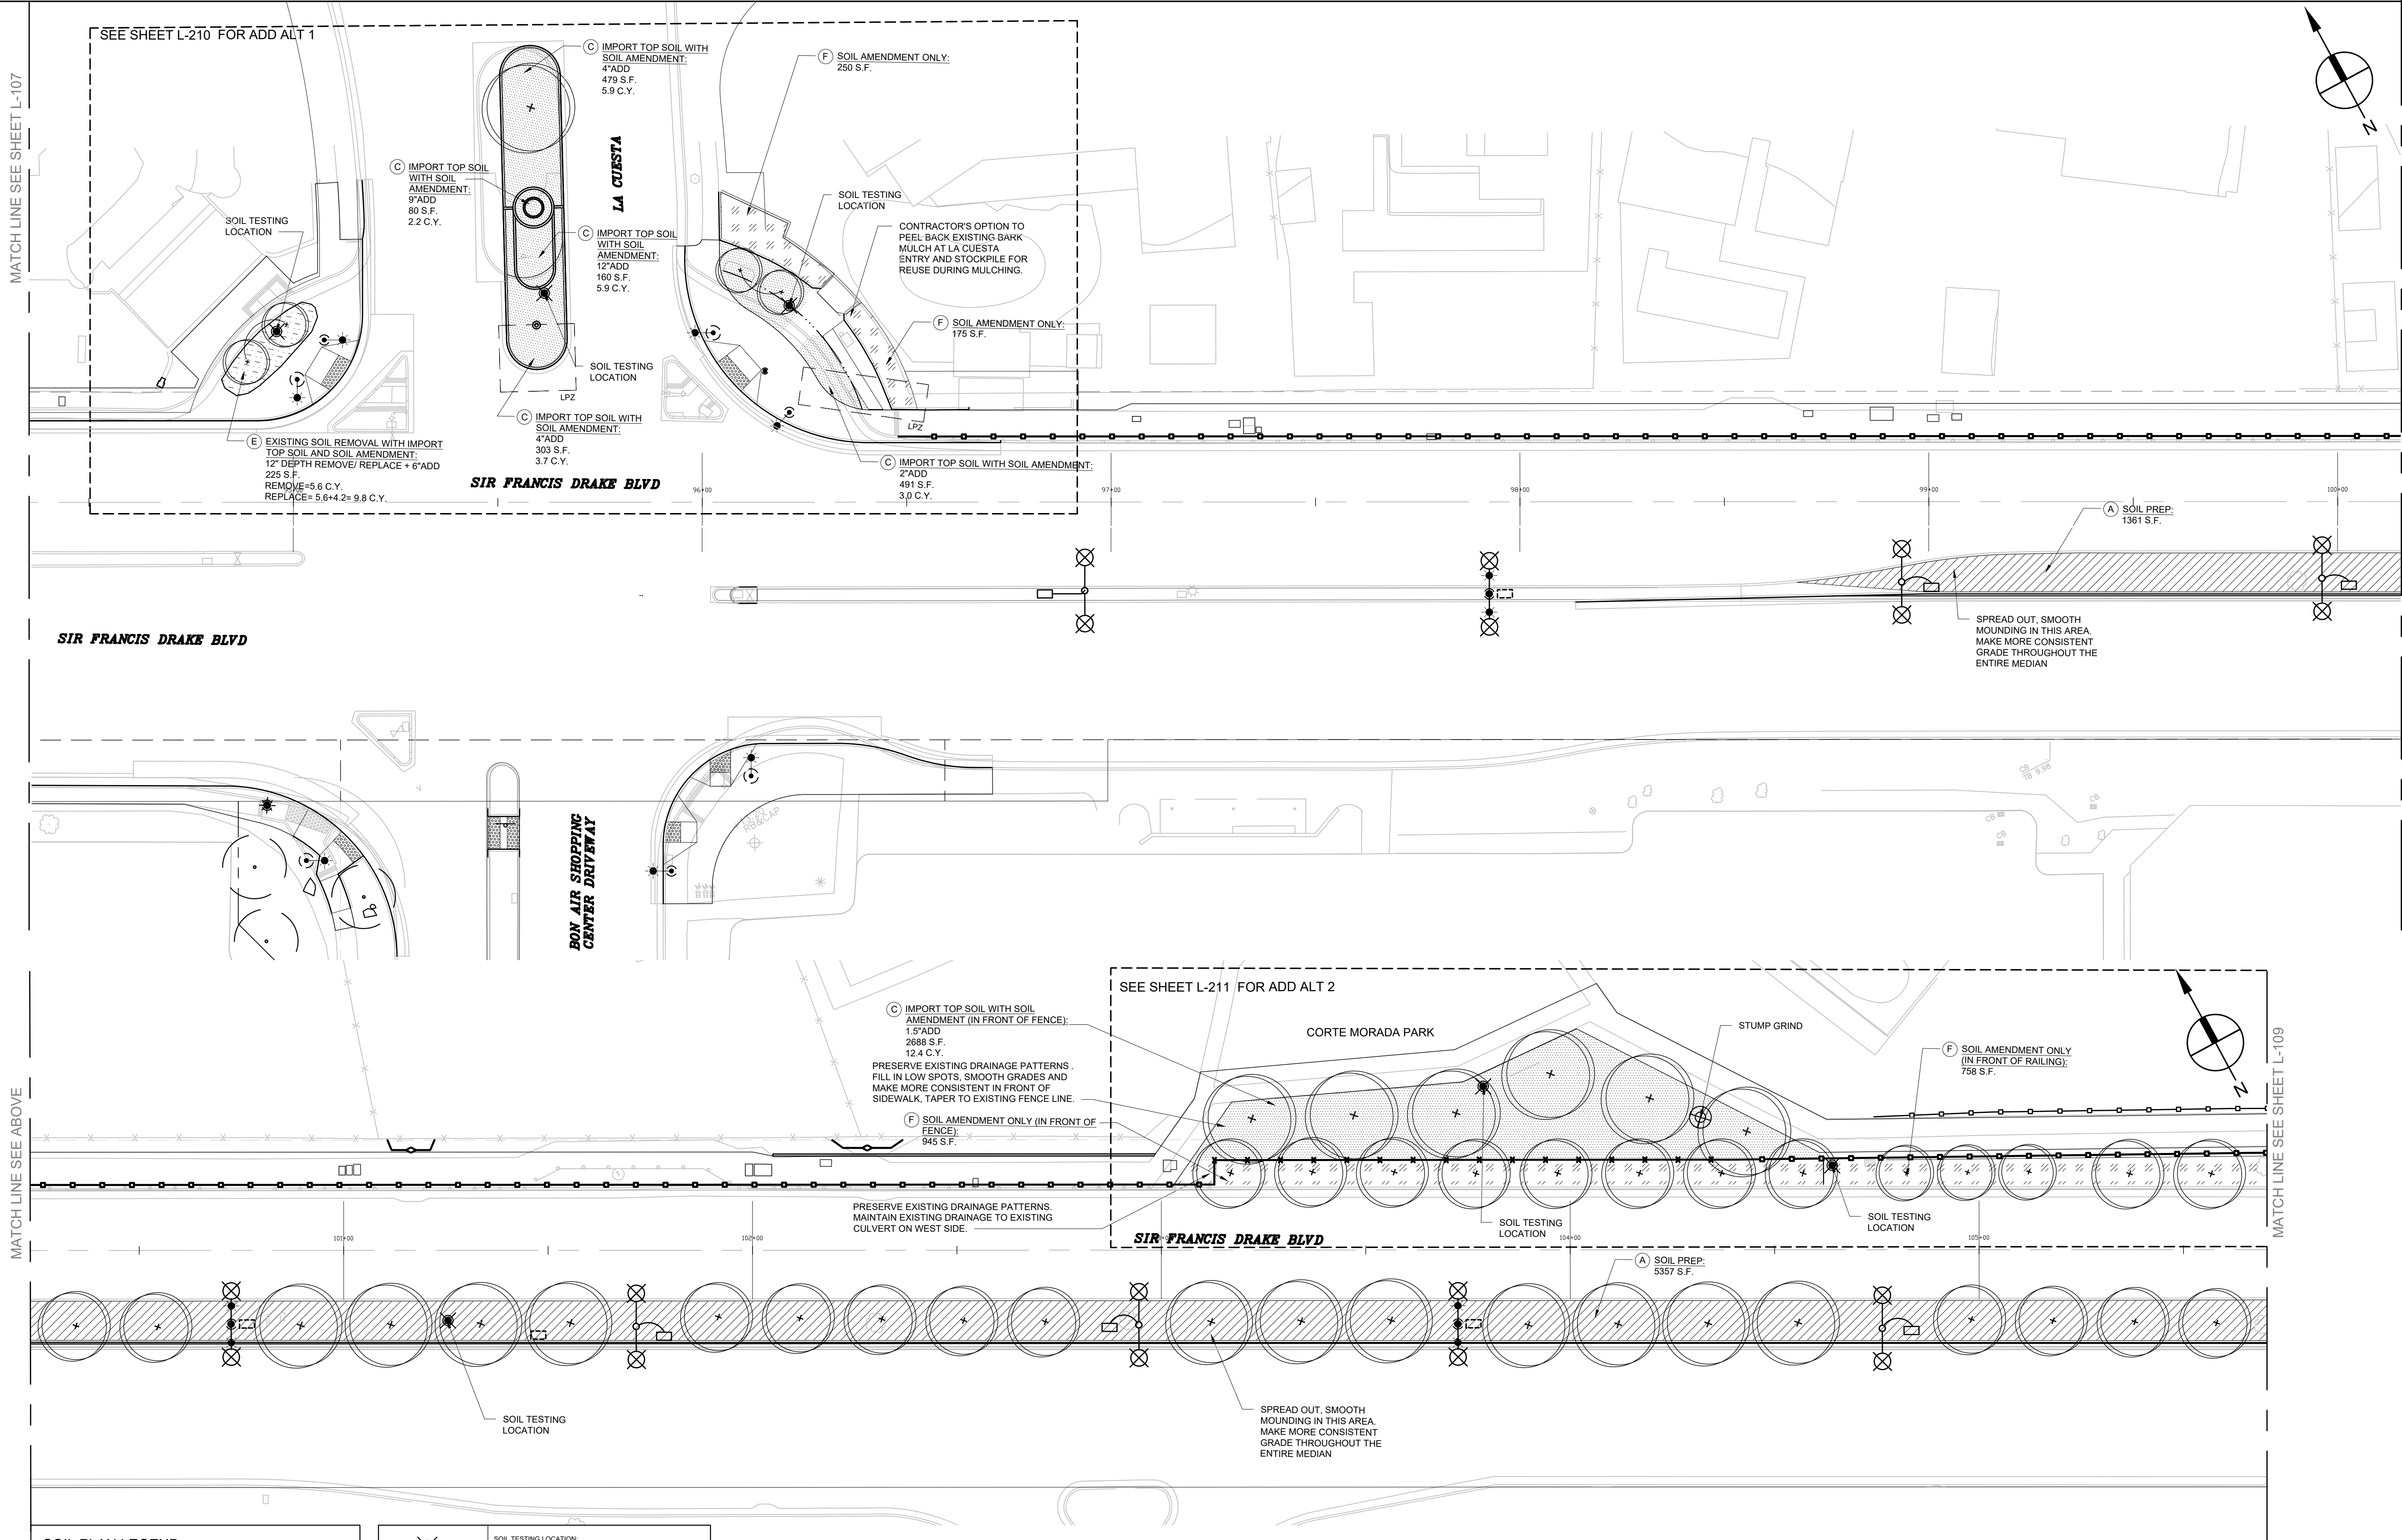 SEE SHEET L-210 FOR ADD ALT 1
MATCH LINE SEE SHEET L-107
C IMPORT TOP SOIL WITH
SOIL AMENDMENT:
4"ADD
479 S.F.
5.9 C.Y.
F SOIL AMENDMENT ONLY:
250 S.F.
N
C IMPORT TOP SOIL
WITH SOIL
AMENDMENT:
9"ADD
80 S.F.
2.2 C.Y.
LA CUESTA
SOIL TESTING
LOCATION
SOIL TESTING
LOCATION
C IMPORT TOP SOIL
WITH SOIL
AMENDMENT:
12"ADD
160 S.F.
5.9 C.Y.
CONTRACTOR'S OPTION TO
PEEL BACK EXISTING BARK
MULCH AT LA CUESTA
ENTRY AND STOCKPILE FOR
REUSE DURING MULCHING.
F SOIL AMENDMENT ONLY:
175 S.F.
SOIL TESTING
LOCATION
LPZ
LPZ
C IMPORT TOP SOIL WITH
SOIL AMENDMENT:
4"ADD
303 S.F.
3.7 C.Y.
E EXISTING SOIL REMOVAL WITH IMPORT
TOP SOIL AND SOIL AMENDMENT:
12" DEPTH REMOVE/ REPLACE + 6"ADD
225 S.F.
REMOVE=5.6 C.Y.
REPLACE= 5.6+4.2= 9.8 C.Y.
C IMPORT TOP SOIL WITH SOIL AMENDMENT:
2"ADD
491 S.F.
3.0 C.Y.
SIR FRANCIS DRAKE BLVD
96+00
97+00
98+00
99+00
100+00
A SOIL PREP:
1361 S.F.
SPREAD OUT, SMOOTH
MOUNDING IN THIS AREA.
MAKE MORE CONSISTENT
GRADE THROUGHOUT THE
ENTIRE MEDIAN
SIR FRANCIS DRAKE BLVD
BON AIR SHOPPING
CENTER DRIVEWAY
RB&CAP
CB
TB 9.98
CB
CB
CB
SEE SHEET L-211 FOR ADD ALT 2
MATCH LINE SEE ABOVE
C IMPORT TOP SOIL WITH SOIL
AMENDMENT (IN FRONT OF FENCE):
1.5"ADD
2688 S.F.
12.4 C.Y.
PRESERVE EXISTING DRAINAGE PATTERNS .
FILL IN LOW SPOTS, SMOOTH GRADES AND
MAKE MORE CONSISTENT IN FRONT OF
SIDEWALK, TAPER TO EXISTING FENCE LINE.
F SOIL AMENDMENT ONLY (IN FRONT OF
FENCE):
945 S.F.
CORTE MORADA PARK
STUMP GRIND
F SOIL AMENDMENT ONLY
(IN FRONT OF RAILING):
758 S.F.
N
MATCH LINE SEE SHEET L-109
PRESERVE EXISTING DRAINAGE PATTERNS.
MAINTAIN EXISTING DRAINAGE TO EXISTING
CULVERT ON WEST SIDE.
SOIL TESTING
LOCATION
SOIL TESTING
LOCATION
SIR FRANCIS DRAKE BLVD
101+00
102+00
104+00
105+00
A SOIL PREP:
5357 S.F.
SOIL TESTING
LOCATION
SPREAD OUT, SMOOTH
MOUNDING IN THIS AREA.
MAKE MORE CONSISTENT
GRADE THROUGHOUT THE
ENTIRE MEDIAN
SOIL PLAN LEGEND
SOIL TESTING LOCATION: